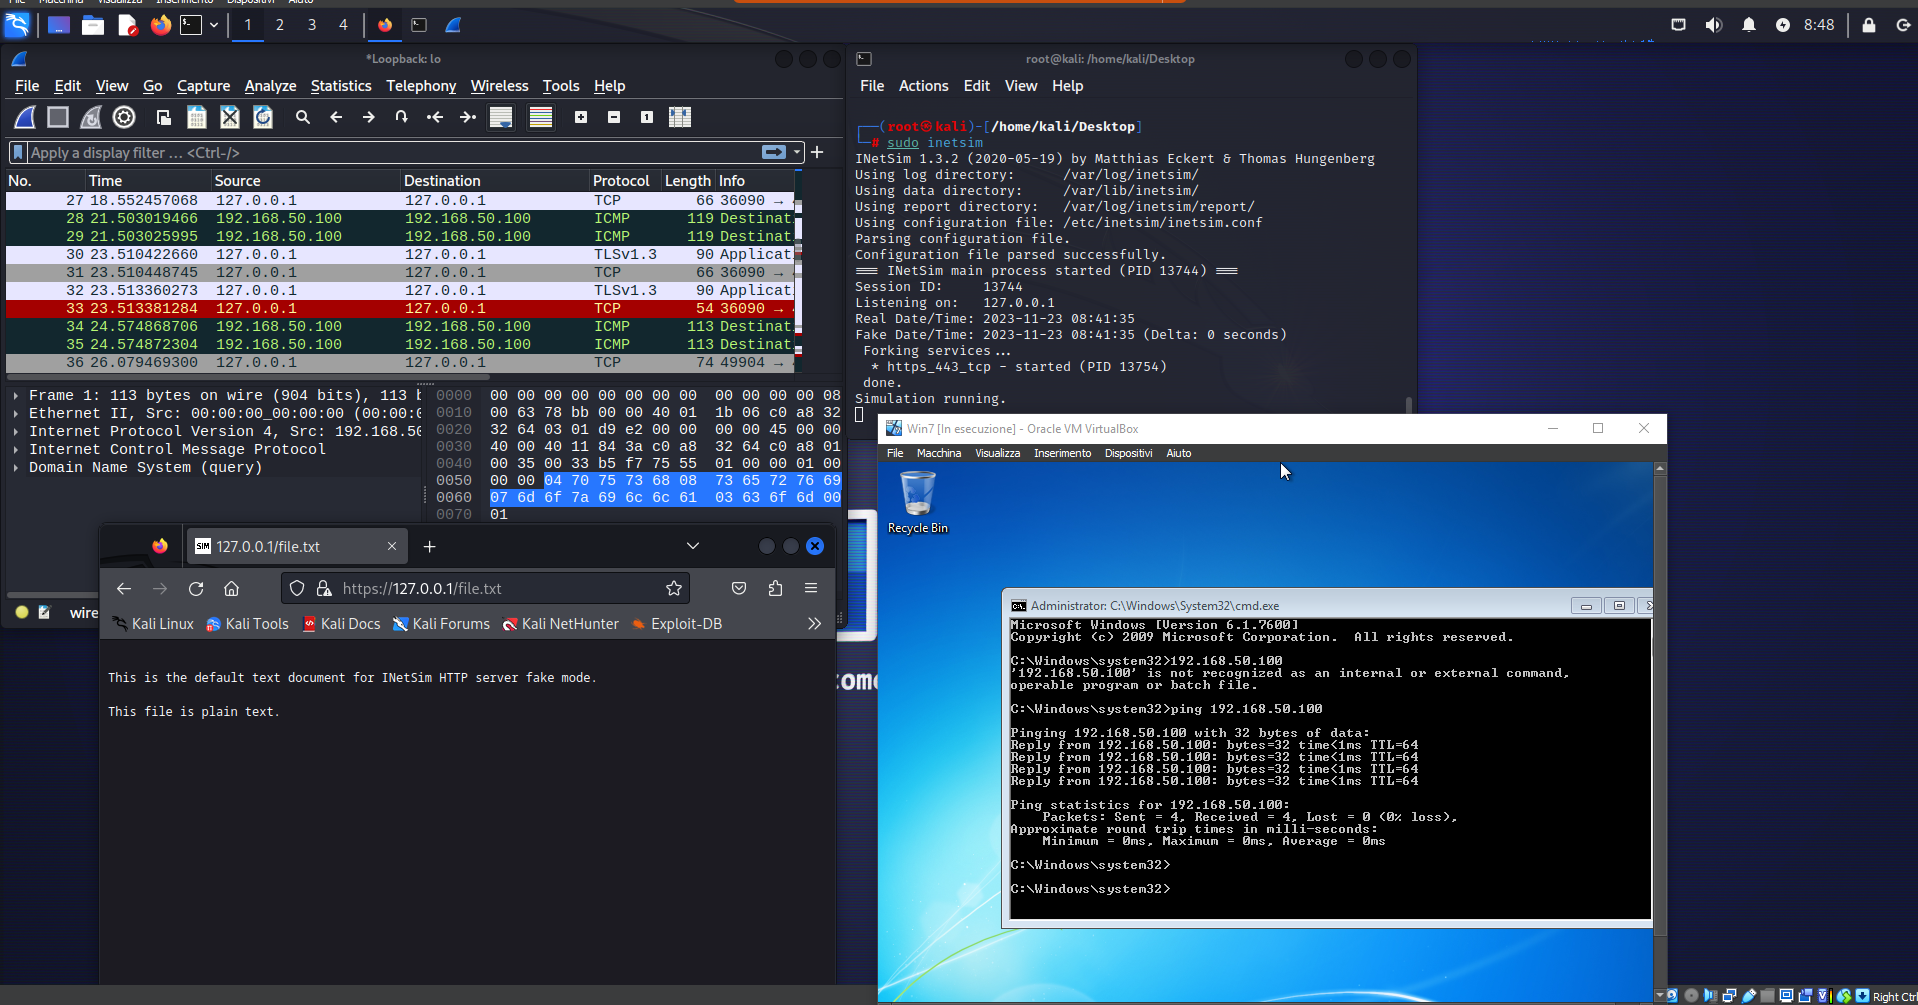 File Macchina Visualizza Inserimento Dispositivi Aiuto
1 2 3 4
8:48
*Loopback: lo
File Edit View Go Capture Analyze Statistics Telephony Wireless Tools Help
Apply a display filter ... <Ctrl-/>
No. Time Source Destination Protocol Length Info
27 18.552457068 127.0.0.1 127.0.0.1 TCP 66 36090 →
28 21.503019466 192.168.50.100 192.168.50.100 ICMP 119 Destinat
29 21.503025995 192.168.50.100 192.168.50.100 ICMP 119 Destinat
30 23.510422660 127.0.0.1 127.0.0.1 TLSv1.3 90 Applicat
31 23.510448745 127.0.0.1 127.0.0.1 TCP 66 36090 →
32 23.513360273 127.0.0.1 127.0.0.1 TLSv1.3 90 Applicat
33 23.513381284 127.0.0.1 127.0.0.1 TCP 54 36090 →
34 24.574868706 192.168.50.100 192.168.50.100 ICMP 113 Destinat
35 24.574872304 192.168.50.100 192.168.50.100 ICMP 113 Destinat
36 26.079469300 127.0.0.1 127.0.0.1 TCP 74 49904 →
Frame 1: 113 bytes on wire (904 bits), 113 b
Ethernet II, Src: 00:00:00_00:00:00 (00:00:0
Internet Protocol Version 4, Src: 192.168.50
Internet Control Message Protocol
Domain Name System (query)
0000 00 00 00 00 00 00 00 00 00 00 00 00 08
0010 00 63 78 bb 00 00 40 01 1b 06 c0 a8 32
0020 32 64 03 01 d9 e2 00 00 00 00 45 00 00
0030 40 00 40 11 84 3a c0 a8 32 64 c0 a8 01
0040 00 35 00 33 b5 f7 75 55 01 00 00 01 00
0050 00 00 04 70 75 73 68 08 73 65 72 76 69
0060 07 6d 6f 7a 69 6c 6c 61 03 63 6f 6d 00
0070 01
wire
root@kali: /home/kali/Desktop
File Actions Edit View Help
┌──(root㉿kali)-[/home/kali/Desktop]
└─# sudo inetsim
INetSim 1.3.2 (2020-05-19) by Matthias Eckert & Thomas Hungenberg
Using log directory: /var/log/inetsim/
Using data directory: /var/lib/inetsim/
Using report directory: /var/log/inetsim/report/
Using configuration file: /etc/inetsim/inetsim.conf
Parsing configuration file.
Configuration file parsed successfully.
=== INetSim main process started (PID 13744) ===
Session ID: 13744
Listening on: 127.0.0.1
Real Date/Time: 2023-11-23 08:41:35
Fake Date/Time: 2023-11-23 08:41:35 (Delta: 0 seconds)
Forking services...
* https_443_tcp - started (PID 13754)
done.
Simulation running.
SIM 127.0.0.1/file.txt
https://127.0.0.1/file.txt
Kali Linux Kali Tools Kali Docs Kali Forums Kali NetHunter Exploit-DB
This is the default text document for INetSim HTTP server fake mode.
This file is plain text.
come
Win7 [In esecuzione] - Oracle VM VirtualBox
File Macchina Visualizza Inserimento Dispositivi Aiuto
Recycle Bin
Administrator: C:\Windows\System32\cmd.exe
Microsoft Windows [Version 6.1.7600]
Copyright (c) 2009 Microsoft Corporation. All rights reserved.
C:\Windows\system32>192.168.50.100
'192.168.50.100' is not recognized as an internal or external command,
operable program or batch file.
C:\Windows\system32>ping 192.168.50.100
Pinging 192.168.50.100 with 32 bytes of data:
Reply from 192.168.50.100: bytes=32 time<1ms TTL=64
Reply from 192.168.50.100: bytes=32 time<1ms TTL=64
Reply from 192.168.50.100: bytes=32 time<1ms TTL=64
Reply from 192.168.50.100: bytes=32 time<1ms TTL=64
Ping statistics for 192.168.50.100:
Packets: Sent = 4, Received = 4, Lost = 0 (0% loss),
Approximate round trip times in milli-seconds:
Minimum = 0ms, Maximum = 0ms, Average = 0ms
C:\Windows\system32>
C:\Windows\system32>
Right Ctrl